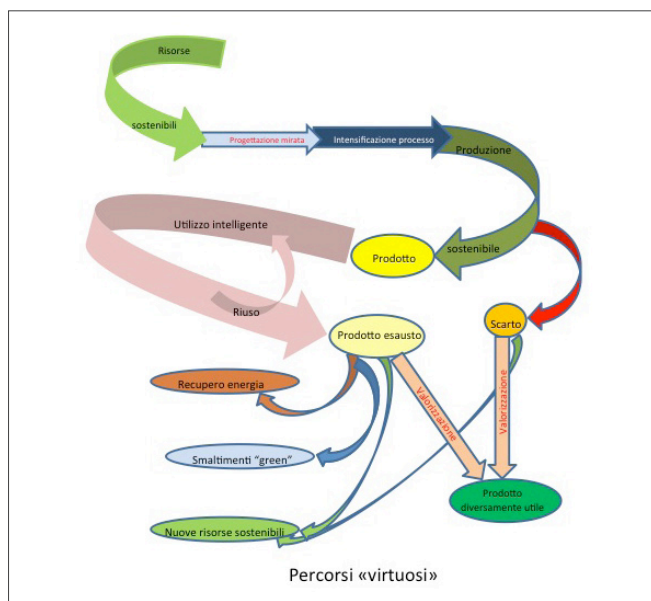 Risorse
sostenibili
Progettazione mirata
Intensificazione processo
Produzione
sostenibile
Utilizzo intelligente
Prodotto
Riuso
Prodotto esausto
Scarto
Recupero energia
Valorizzazione
Valorizzazione
Smaltimenti “green”
Prodotto
diversamente utile
Nuove risorse sostenibili
Percorsi «virtuosi»